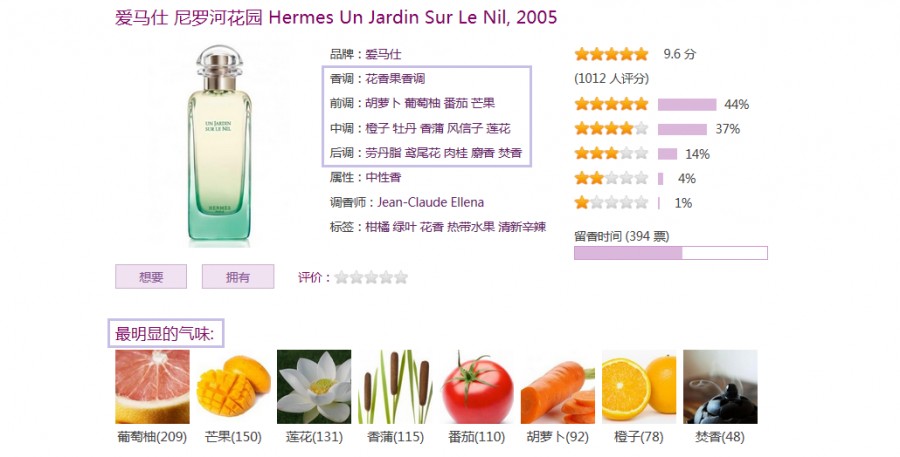 爱马仕 尼罗河花园 Hermes Un Jardin Sur Le Nil, 2005
UN JARDIN
SUR LE NIL
HERMES
品牌：爱马仕
香调：花香果香调
前调：胡萝卜 葡萄柚 番茄 芒果
中调：橙子 牡丹 香蒲 风信子 莲花
后调：劳丹脂 鸢尾花 肉桂 麝香 焚香
属性：中性香
调香师：Jean-Claude Ellena
标签：柑橘 绿叶 花香 热带水果 清新辛辣
9.6 分
(1012 人评分)
44%
37%
14%
4%
1%
留香时间 (394 票)
想要
拥有
评价：
最明显的气味:
葡萄柚(209)
芒果(150)
莲花(131)
香蒲(115)
番茄(110)
胡萝卜(92)
橙子(78)
焚香(48)